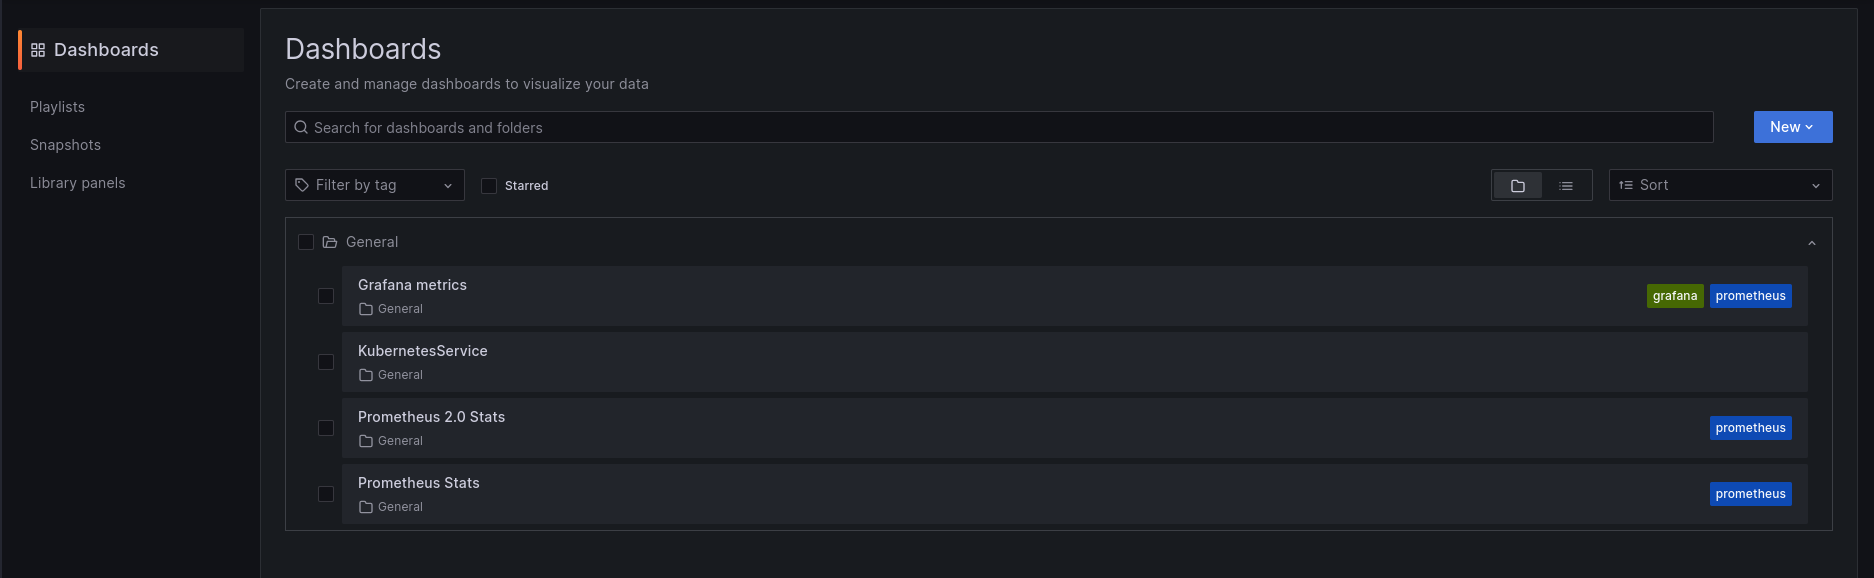 Dashboards
Playlists
Snapshots
Library panels
Dashboards
Create and manage dashboards to visualize your data
Search for dashboards and folders
New
Filter by tag
Starred
Sort
General
Grafana metrics
General
grafana prometheus
KubernetesService
General
Prometheus 2.0 Stats
General
prometheus
Prometheus Stats
General
prometheus